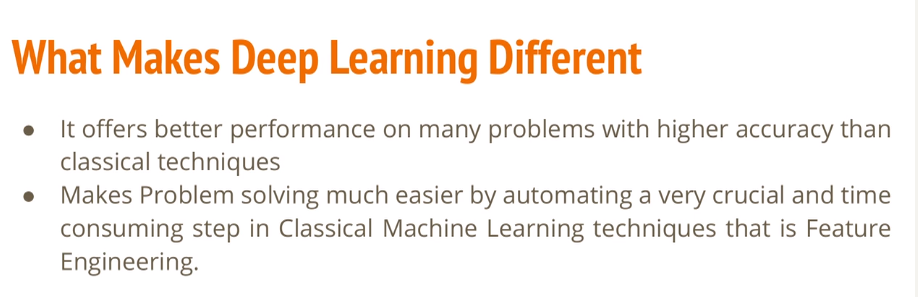 What Makes Deep Learning Different
● It offers better performance on many problems with higher accuracy than
classical techniques
● Makes Problem solving much easier by automating a very crucial and time
consuming step in Classical Machine Learning techniques that is Feature
Engineering.